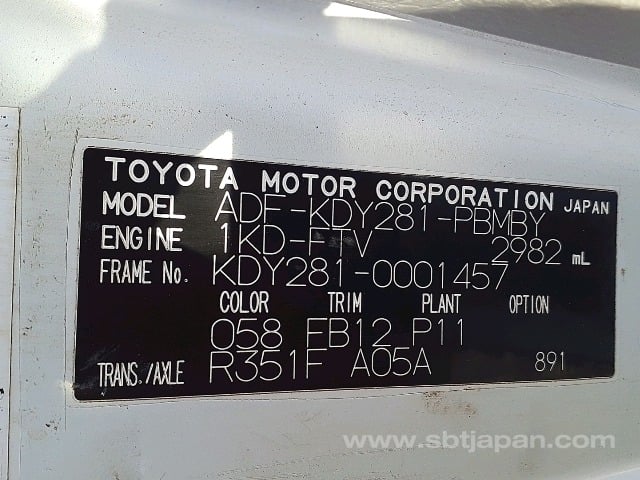 TOYOTA MOTOR CORPORATION JAPAN
MODEL ADF-KDY281-PBMBY
ENGINE 1KD-FTV 2982 mL
FRAME No. KDY281-0001457
COLOR TRIM PLANT OPTION
058 FB12 P11
TRANS./AXLE R351F A05A 891
www.sbtjapan.com